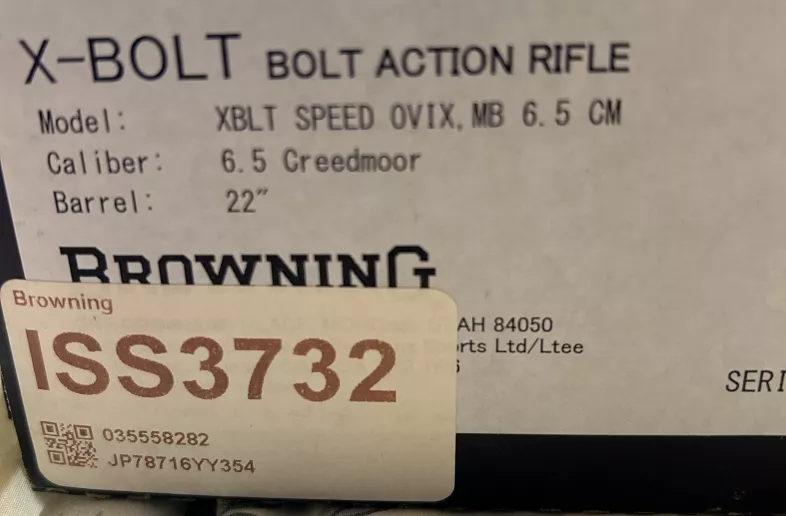 X-BOLT BOLT ACTION RIFLE
Model: XBLT SPEED OVIX, MB 6.5 CM
Caliber: 6.5 Creedmoor
Barrel: 22"
BROWNING
Browning
AH 84050
ISS3732
rts Ltd/Ltee
SERI
035558282
JP78716YY354